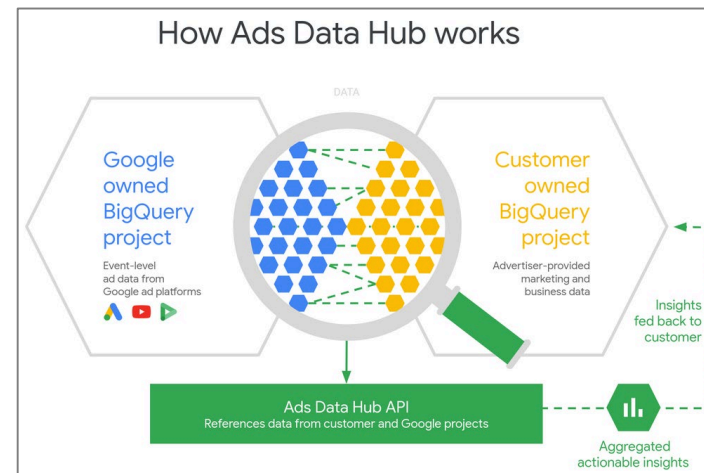 How Ads Data Hub works
DATA
Google
owned
BigQuery
project
Event-level
ad data from
Google ad platforms
Customer
owned
BigQuery
project
Advertiser-provided
marketing and
business data
Insights
fed back to
customer
Ads Data Hub API
References data from customer and Google projects
Aggregated
actionable insights